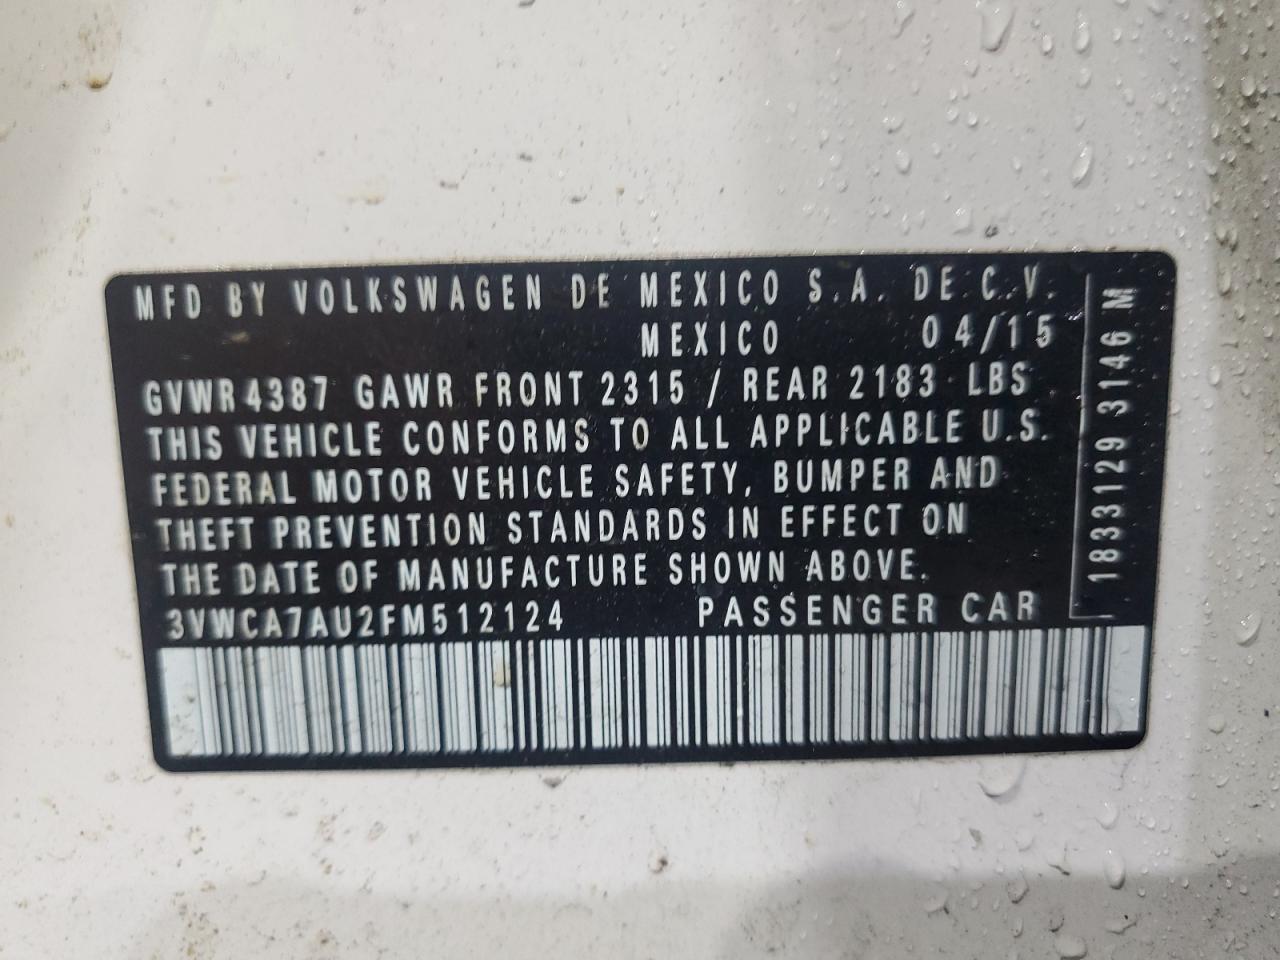 MFD BY VOLKSWAGEN DE MEXICO S.A. DE C.V.
MEXICO 04/15
GVWR 4387 GAWR FRONT 2315 / REAR 2183 LBS
THIS VEHICLE CONFORMS TO ALL APPLICABLE U.S.
FEDERAL MOTOR VEHICLE SAFETY, BUMPER AND
THEFT PREVENTION STANDARDS IN EFFECT ON
THE DATE OF MANUFACTURE SHOWN ABOVE.
3VWCA7AU2FM512124 PASSENGER CAR
1833129 3146 M